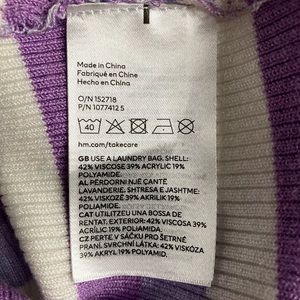 Made in China
Fabriqué en Chine
Hecho en China
O/N 152718
P/N 1077412 5
40
hm.com/takecare
GB USE A LAUNDRY BAG. SHELL:
42% VISCOSE 39% ACRYLIC 19%
POLYAMIDE.
AL PËRDORNI NJË ÇANTË
LAVANDERIE. SHTRESA E JASHTME:
42% VISKOZË 39% AKRILIK 19%
POLIAMIDE.
CAT UTILITZEU UNA BOSSA DE
RENTAT. EXTERIOR: 42% VISCOSA 39%
ACRÍLIC 19% POLIAMIDA.
CZ PERTE V SÁČKU PRO ŠETRNÉ
PRANÍ. SVRCHNÍ LÁTKA: 42% VISKÓZA
39% AKRYL 19% POLYAMID.